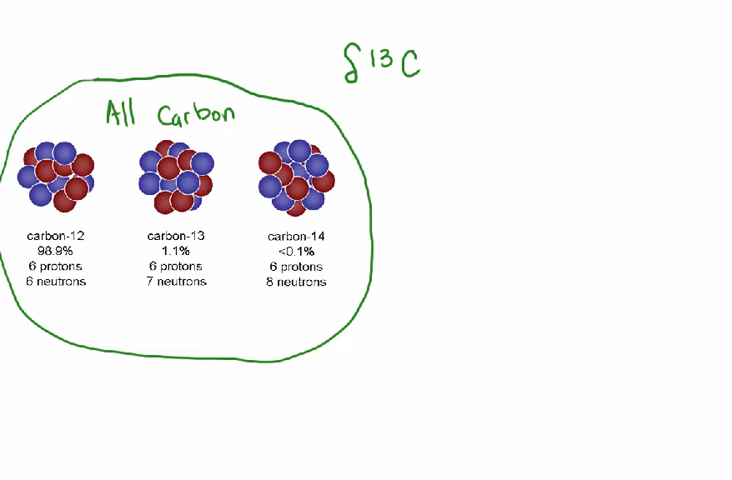 δ13C
All Carbon
carbon-12
98.9%
6 protons
6 neutrons
carbon-13
1.1%
6 protons
7 neutrons
carbon-14
<0.1%
6 protons
8 neutrons